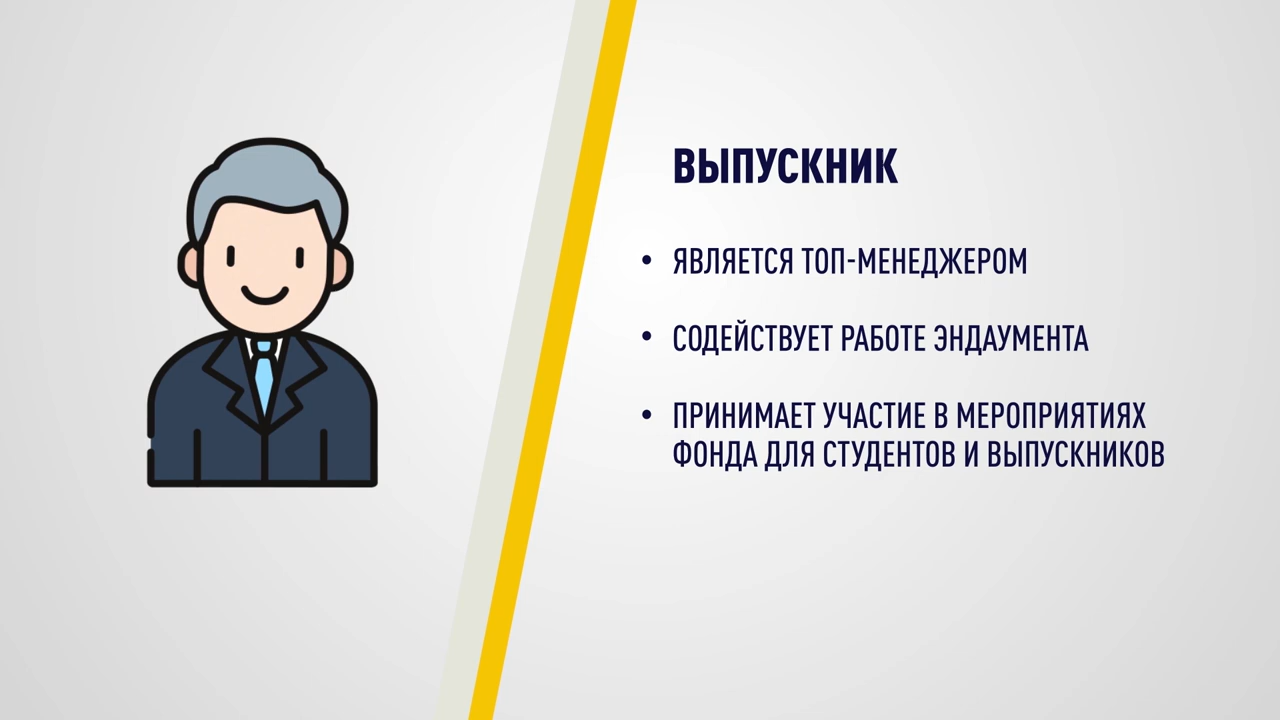 ВЫПУСКНИК
• ЯВЛЯЕТСЯ ТОП-МЕНЕДЖЕРОМ
• СОДЕЙСТВУЕТ РАБОТЕ ЭНДАУМЕНТА
• ПРИНИМАЕТ УЧАСТИЕ В МЕРОПРИЯТИЯХ
ФОНДА ДЛЯ СТУДЕНТОВ И ВЫПУСКНИКОВ